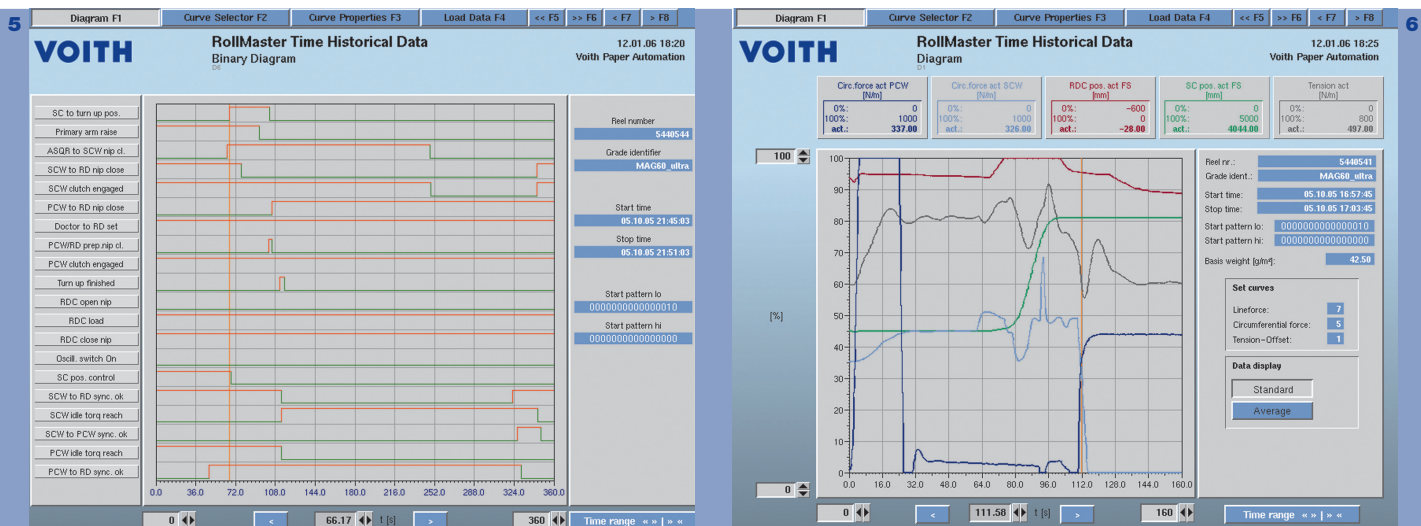 5
Diagram F1 Curve Selector F2 Curve Properties F3 Load Data F4 << F5 >> F6 < F7 > F8
VOITH
RollMaster Time Historical Data
Binary Diagram
D6
12.01.06 18:20
Voith Paper Automation
SC to turn up pos.
Primary arm raise
ASQR to SCW nip cl.
SCW to RD nip close
SCW clutch engaged
PCW to RD nip close
Doctor to RD set
PCW/RD prep.nip cl.
PCW clutch engaged
Turn up finished
RDC open nip
RDC load
RDC close nip
Oscill. switch On
SC pos. control
SCW to RD sync. ok
SCW idle torq reach
SCW to PCW sync. ok
PCW idle torq reach
PCW to RD sync. ok
0.0 36.0 72.0 108.0 144.0 180.0 216.0 252.0 288.0 324.0 360.0
Reel number
5440544
Grade identifier
MAG60_ultra
Start time
05.10.05 21:45:03
Stop time
05.10.05 21:51:03
Start pattern lo
0000000000000010
Start pattern hi
0000000000000000
0 < 66.17 t [s] > 360 Time range « » | » «
6
Diagram F1 Curve Selector F2 Curve Properties F3 Load Data F4 << F5 >> F6 < F7 > F8
VOITH
RollMaster Time Historical Data
Diagram
D1
12.01.06 18:25
Voith Paper Automation
Circ.force act PCW
[N/m]
0%: 0
100%: 1000
act.: 337.00
Circ.force act SCW
[N/m]
0%: 0
100%: 1000
act.: 326.00
RDC pos. act FS
[mm]
0%: −600
100%: 0
act.: −28.00
SC pos. act FS
[mm]
0%: 0
100%: 5000
act.: 4044.00
Tension act
[N/m]
0%: 0
100%: 800
act.: 497.00
100
[%]
0
100
90
80
70
60
50
40
30
20
10
0
0.0 16.0 32.0 48.0 64.0 80.0 96.0 112.0 128.0 144.0 160.0
Reel nr.: 5440541
Grade ident.: MAG60_ultra
Start time: 05.10.05 16:57:45
Stop time: 05.10.05 17:03:45
Start pattern lo: 0000000000000010
Start pattern hi: 0000000000000000
Basis weight [g/m²]: 42.50
Set curves
Lineforce: 7
Circumferential force: 5
Tension−Offset: 1
Data display
Standard
Average
0 < 111.58 t [s] > 160 Time range « » | » «